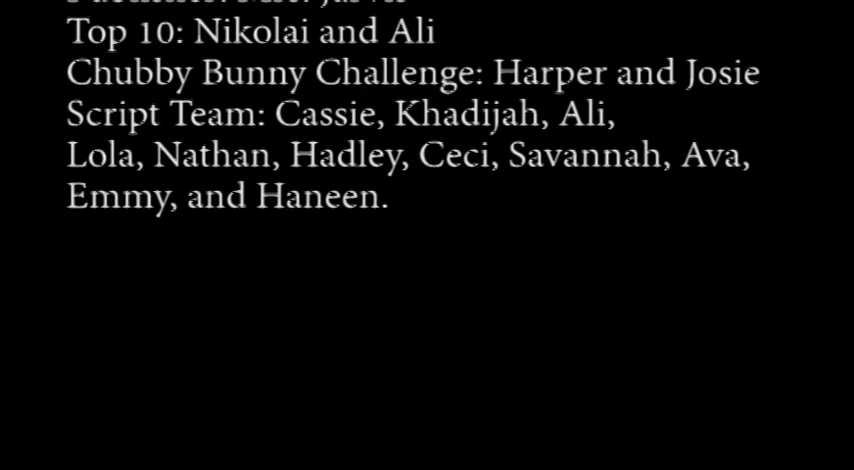 Top 10: Nikolai and Ali
Chubby Bunny Challenge: Harper and Josie
Script Team: Cassie, Khadijah, Ali,
Lola, Nathan, Hadley, Ceci, Savannah, Ava,
Emmy, and Haneen.